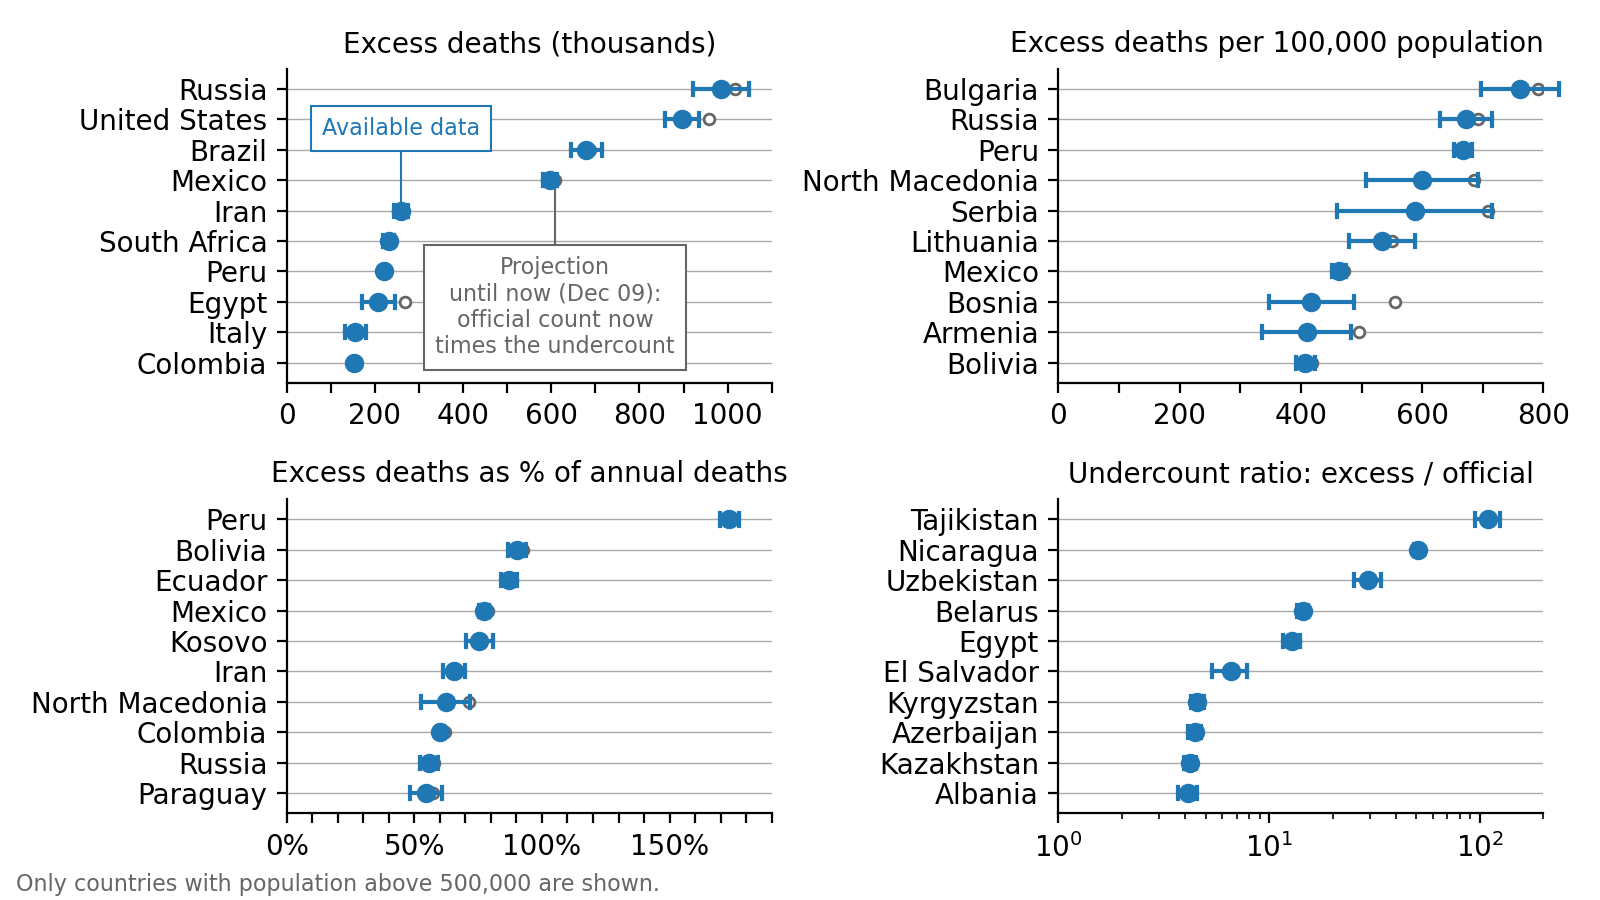 Excess deaths (thousands)
Russia
United States
Brazil
Mexico
Iran
South Africa
Peru
Egypt
Italy
Colombia
Available data
Projection
until now (Dec 09):
official count now
times the undercount
0 200 400 600 800 1000
Excess deaths per 100,000 population
Bulgaria
Russia
Peru
North Macedonia
Serbia
Lithuania
Mexico
Bosnia
Armenia
Bolivia
0 200 400 600 800
Excess deaths as % of annual deaths
Peru
Bolivia
Ecuador
Mexico
Kosovo
Iran
North Macedonia
Colombia
Russia
Paraguay
0% 50% 100% 150%
Undercount ratio: excess / official
Tajikistan
Nicaragua
Uzbekistan
Belarus
Egypt
El Salvador
Kyrgyzstan
Azerbaijan
Kazakhstan
Albania
10⁰ 10¹ 10²
Only countries with population above 500,000 are shown.